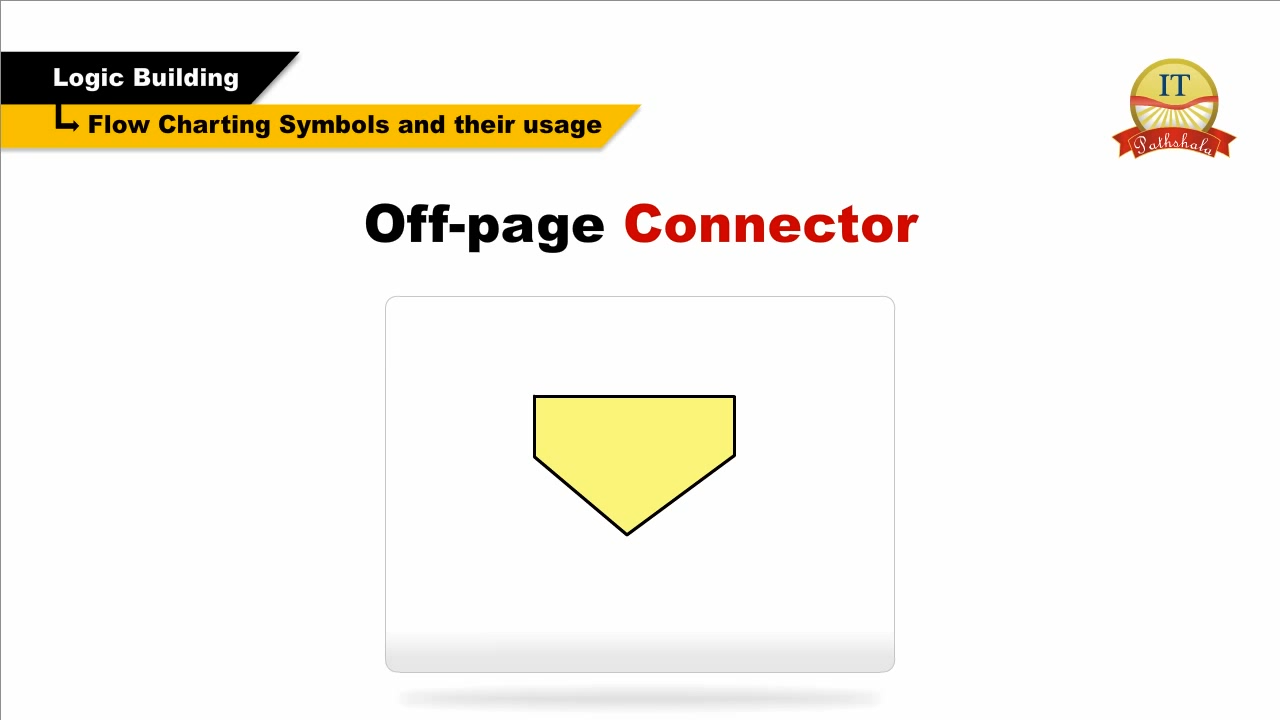 Logic Building
Flow Charting Symbols and their usage
IT
Pathshala
Off-page Connector